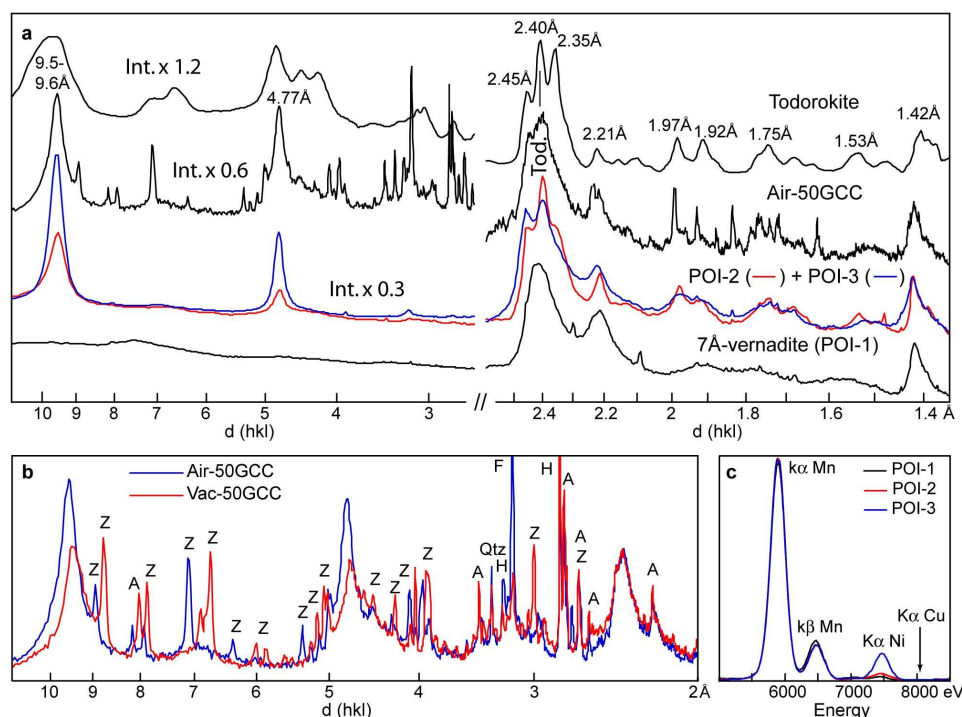 a
2.40Å
2.35Å
9.5-
9.6Å
Int. x 1.2
4.77Å
2.45Å
2.21Å
1.97Å
1.92Å
1.75Å
1.53Å
1.42Å
Todorokite
Tod.
Int. x 0.6
Air-50GCC
Int. x 0.3
POI-2 ( — ) + POI-3 ( — )
7Å-vernadite (POI-1)
10 9 8 7 6 5 4 3 // 2.4 2.2 2 1.8 1.6 1.4 Å
d (hkl) d (hkl)
b
Air-50GCC
Vac-50GCC
Z Z A Z Z Z Z Z Z Z Z Z Z Z A Qtz H F Z H A A Z A A
10 9 8 7 6 5 4 3 2Å
d (hkl)
c
kα Mn
POI-1
POI-2
POI-3
kβ Mn
Kα Ni
Kα Cu
6000 7000 8000 eV
Energy